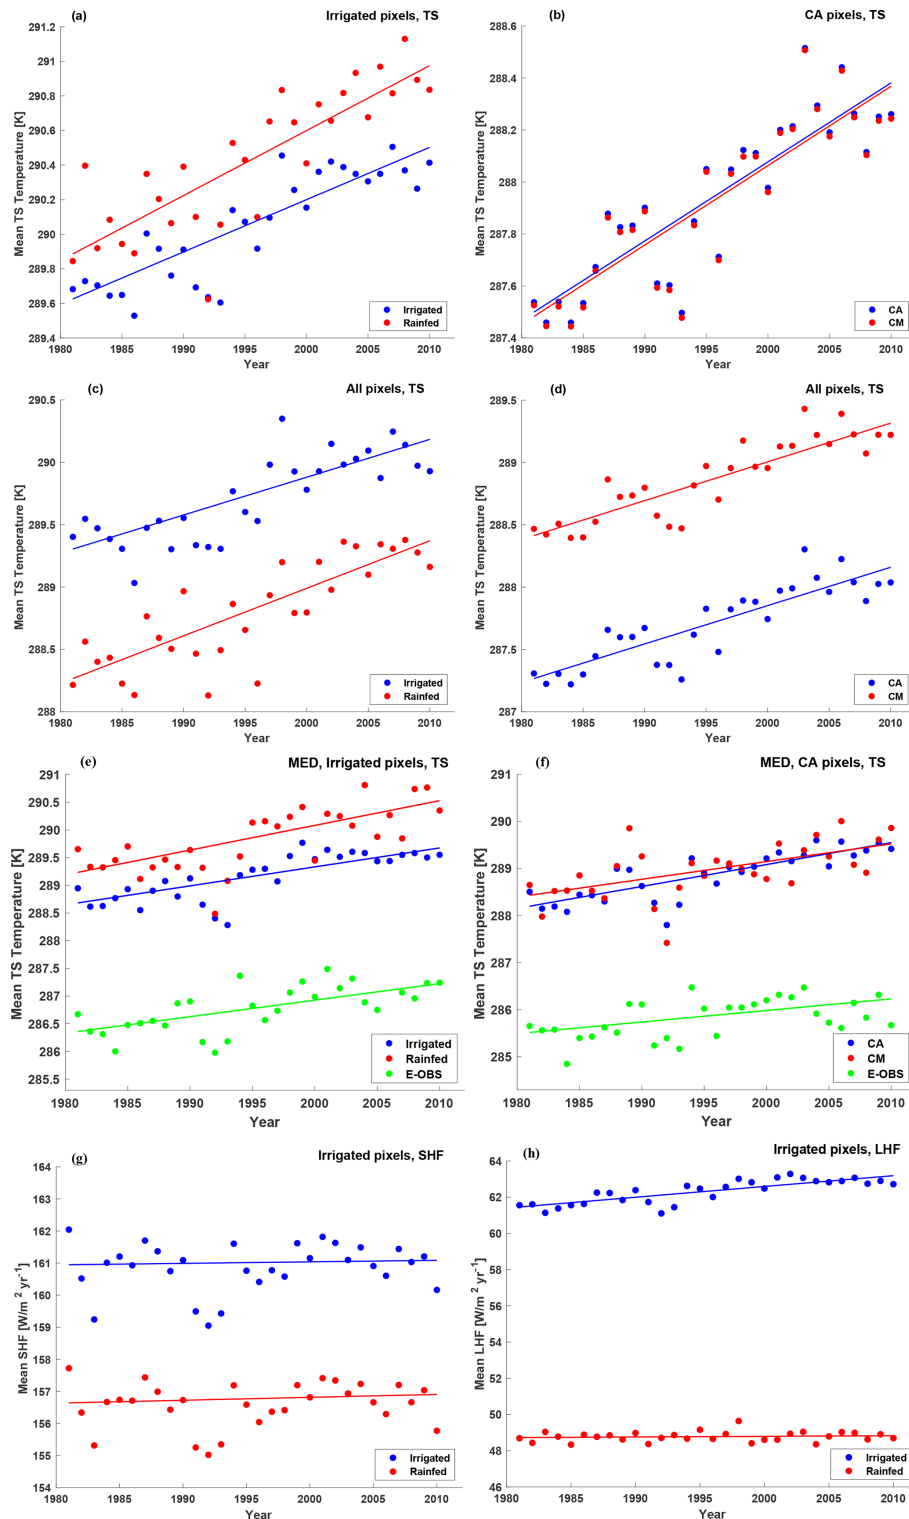 (a) Irrigated pixels, TS
Mean TS Temperature [K]
291.2
291
290.8
290.6
290.4
290.2
290
289.8
289.6
289.4
1980 1985 1990 1995 2000 2005 2010
Year
Irrigated
Rainfed
(b) CA pixels, TS
Mean TS Temperature [K]
288.6
288.4
288.2
288
287.8
287.6
287.4
1980 1985 1990 1995 2000 2005 2010
Year
CA
CM
(c) All pixels, TS
Mean TS Temperature [K]
290.5
290
289.5
289
288.5
288
1980 1985 1990 1995 2000 2005 2010
Year
Irrigated
Rainfed
(d) All pixels, TS
Mean TS Temperature [K]
289.5
289
288.5
288
287.5
287
1980 1985 1990 1995 2000 2005 2010
Year
CA
CM
(e) MED, Irrigated pixels, TS
Mean TS Temperature [K]
291
290.5
290
289.5
289
288.5
288
287.5
287
286.5
286
285.5
1980 1985 1990 1995 2000 2005 2010
Year
Irrigated
Rainfed
E-OBS
(f) MED, CA pixels, TS
Mean TS Temperature [K]
291
290
289
288
287
286
285
1980 1985 1990 1995 2000 2005 2010
Year
CA
CM
E-OBS
(g) Irrigated pixels, SHF
Mean SHF [W/m² yr⁻¹]
164
163
162
161
160
159
157
156
155
154
1980 1985 1990 1995 2000 2005 2010
Year
Irrigated
Rainfed
(h) Irrigated pixels, LHF
Mean LHF [W/m² yr⁻¹]
64
62
60
58
56
54
52
50
48
46
1980 1985 1990 1995 2000 2005 2010
Year
Irrigated
Rainfed